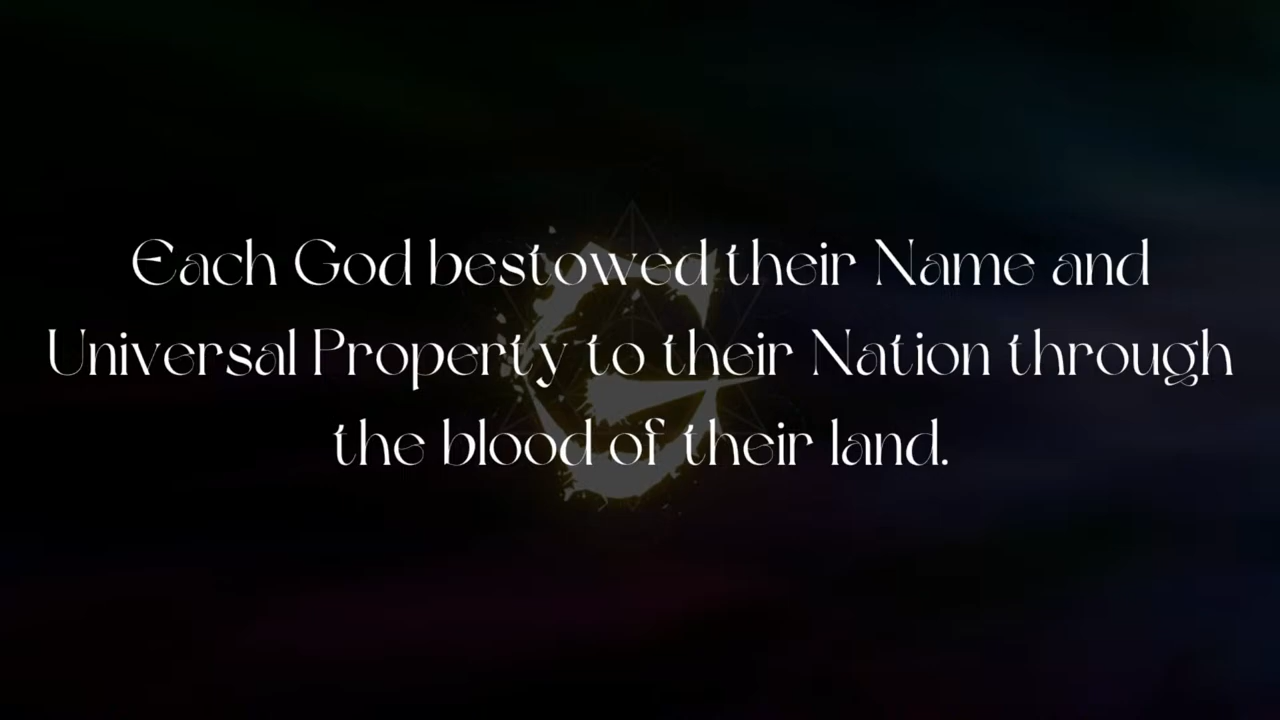 Each God bestowed their Name and
Universal Property to their Nation through
the blood of their land.